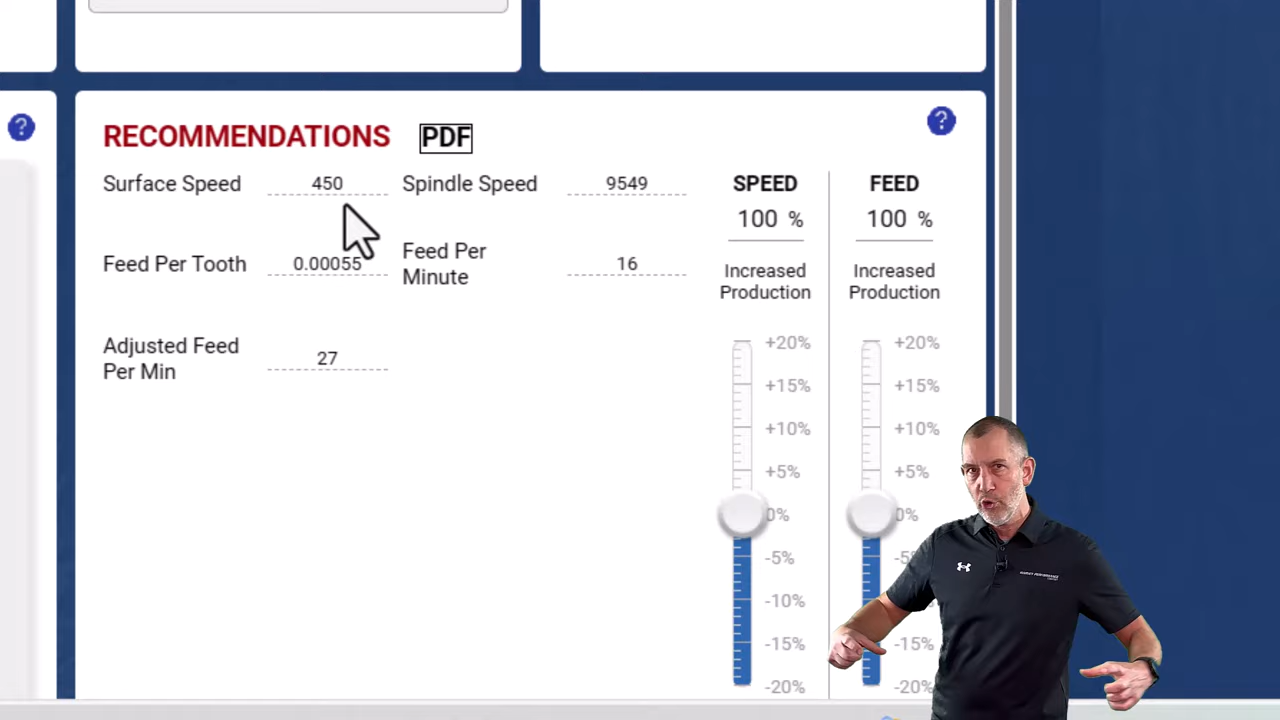 RECOMMENDATIONS PDF
Surface Speed 450 Spindle Speed 9549
Feed Per Tooth 0.00055 Feed Per Minute 16
Adjusted Feed Per Min 27
SPEED FEED
100 % 100 %
Increased Production Increased Production
+20% +20%
+15% +15%
+10% +10%
+5% +5%
0% 0%
-5%
-10%
-15% -15%
-20% -20%
?
?